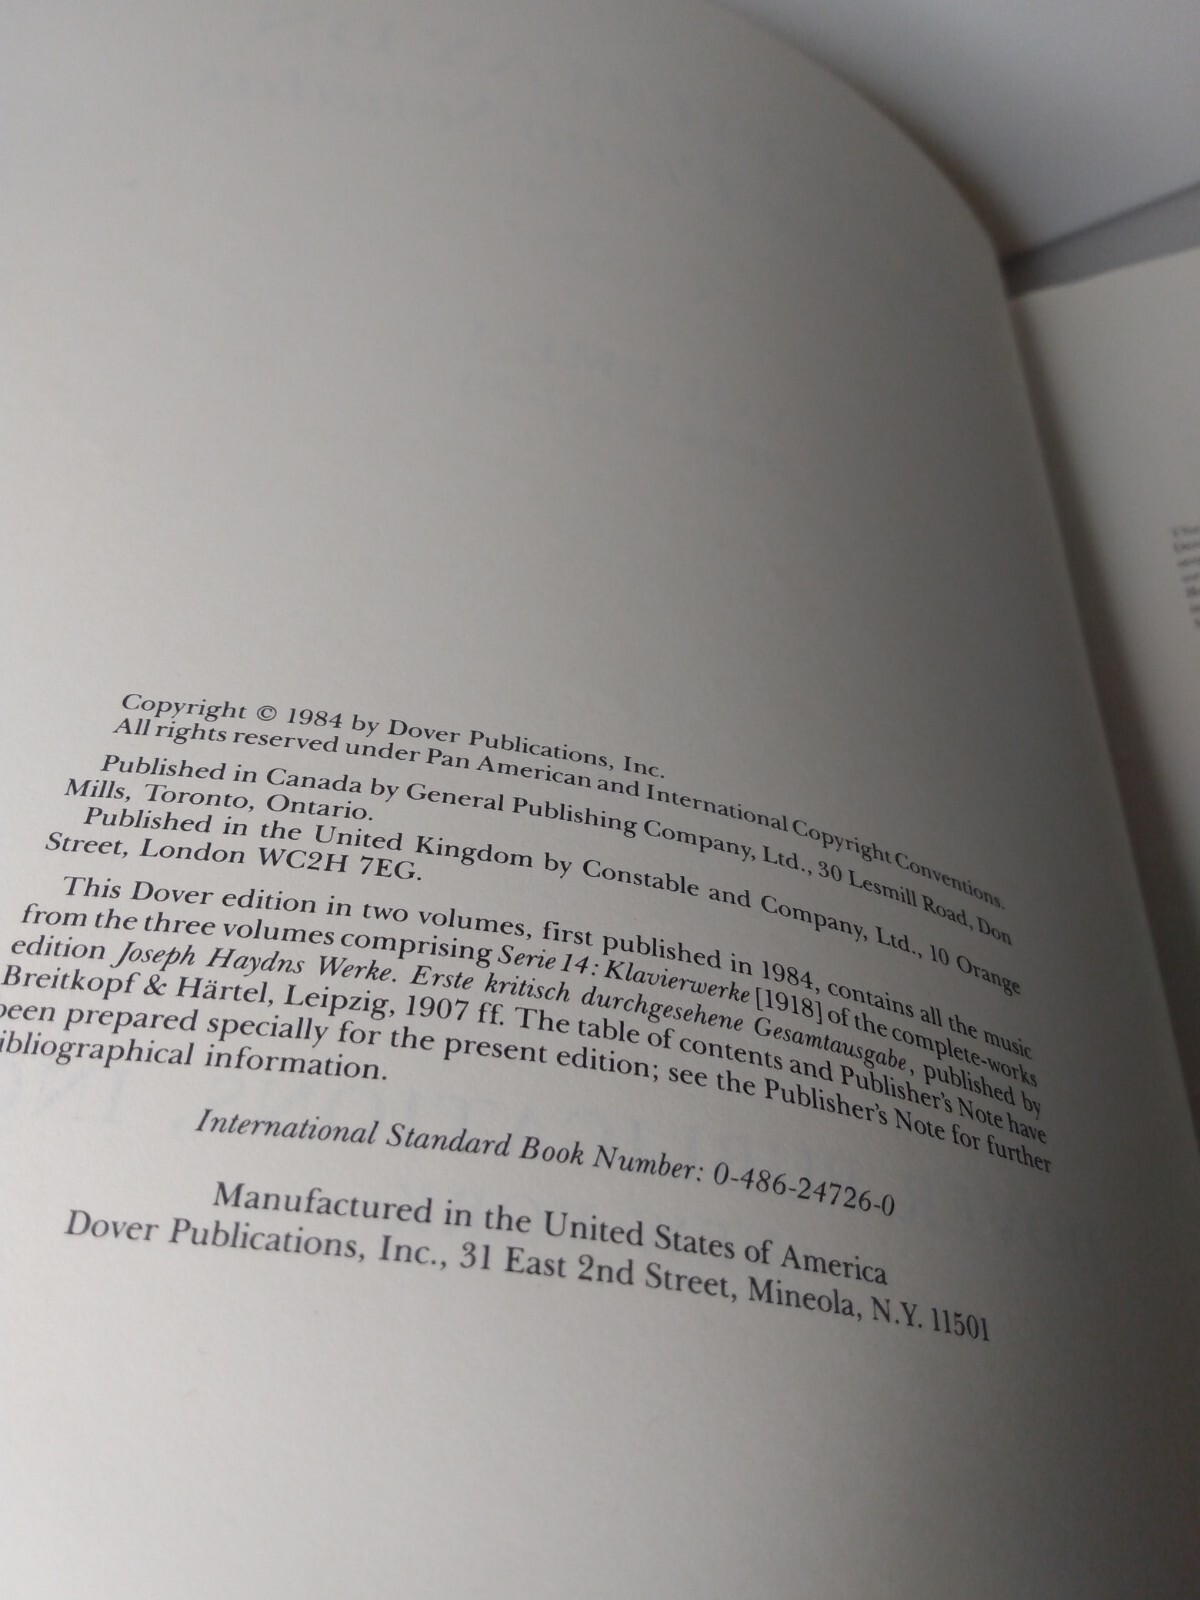 Copyright © 1984 by Dover Publications, Inc.
All rights reserved under Pan American and International Copyright Conventions.
Published in Canada by General Publishing Company, Ltd., 30 Lesmill Road, Don
Mills, Toronto, Ontario.
Published in the United Kingdom by Constable and Company, Ltd., 10 Orange
Street, London WC2H 7EG.
This Dover edition in two volumes, first published in 1984, contains all the music
from the three volumes comprising Serie 14: Klavierwerke [1918] of the complete-works
edition Joseph Haydns Werke. Erste kritisch durchgesehene Gesamtausgabe, published by
Breitkopf & Härtel, Leipzig, 1907 ff. The table of contents and Publisher's Note have
been prepared specially for the present edition; see the Publisher's Note for further
ibliographical information.
International Standard Book Number: 0-486-24726-0
Manufactured in the United States of America
Dover Publications, Inc., 31 East 2nd Street, Mineola, N.Y. 11501